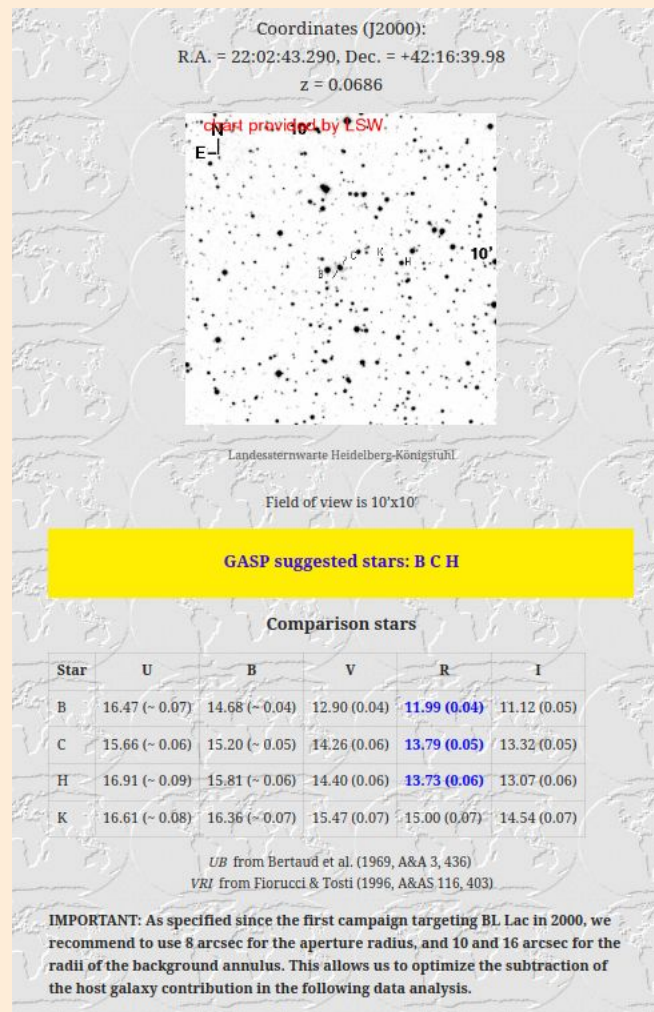 Coordinates (J2000):
R.A. = 22:02:43.290, Dec. = +42:16:39.98
z = 0.0686
chart provided by LSW
N 10'
E
C K
10'
B H
Landessternwarte Heidelberg-Königstuhl
Field of view is 10'x10'
GASP suggested stars: B C H
Comparison stars
Star U B V R I
B 16.47 (~ 0.07) 14.68 (~ 0.04) 12.90 (0.04) 11.99 (0.04) 11.12 (0.05)
C 15.66 (~ 0.06) 15.20 (~ 0.05) 14.26 (0.06) 13.79 (0.05) 13.32 (0.05)
H 16.91 (~ 0.09) 15.81 (~ 0.06) 14.40 (0.06) 13.73 (0.06) 13.07 (0.06)
K 16.61 (~ 0.08) 16.36 (~ 0.07) 15.47 (0.07) 15.00 (0.07) 14.54 (0.07)
UB from Bertaud et al. (1969, A&A 3, 436)
VRI from Fiorucci & Tosti (1996, A&AS 116, 403)
IMPORTANT: As specified since the first campaign targeting BL Lac in 2000, we
recommend to use 8 arcsec for the aperture radius, and 10 and 16 arcsec for the
radii of the background annulus. This allows us to optimize the subtraction of
the host galaxy contribution in the following data analysis.